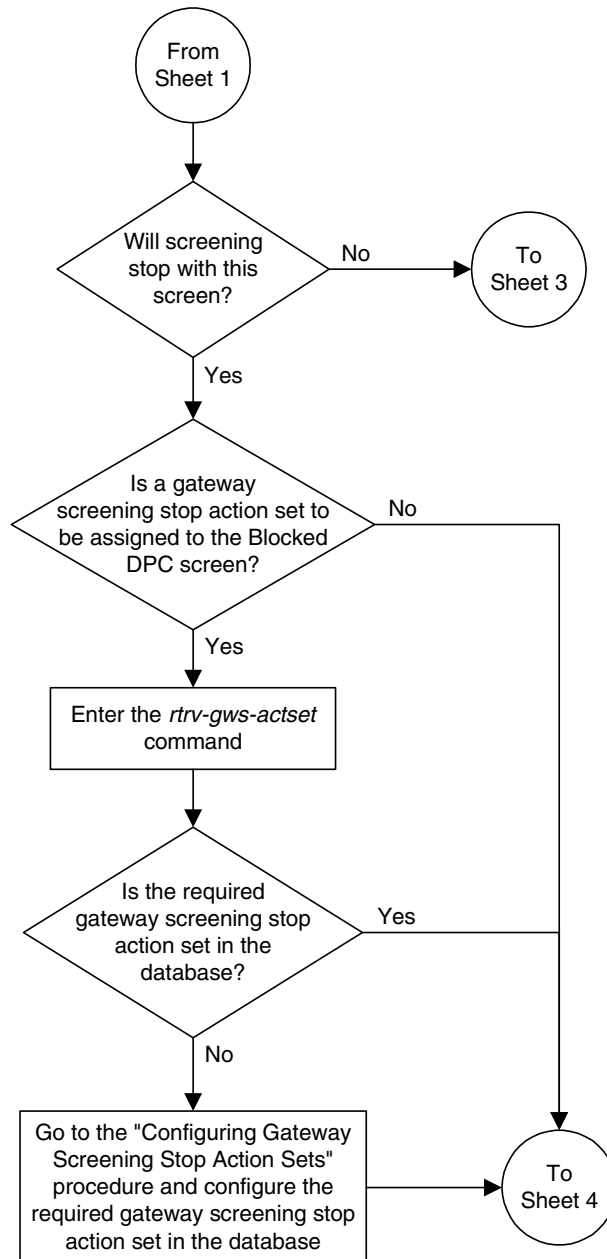 From
Sheet 1
Will screening
stop with this
screen?
No
To
Sheet 3
Yes
Is a gateway
screening stop action set to
be assigned to the Blocked
DPC screen?
No
Yes
Enter the rtrv-gws-actset
command
Is the required
gateway screening stop
action set in the
database?
Yes
No
Go to the "Configuring Gateway
Screening Stop Action Sets"
procedure and configure the
required gateway screening stop
action set in the database
To
Sheet 4